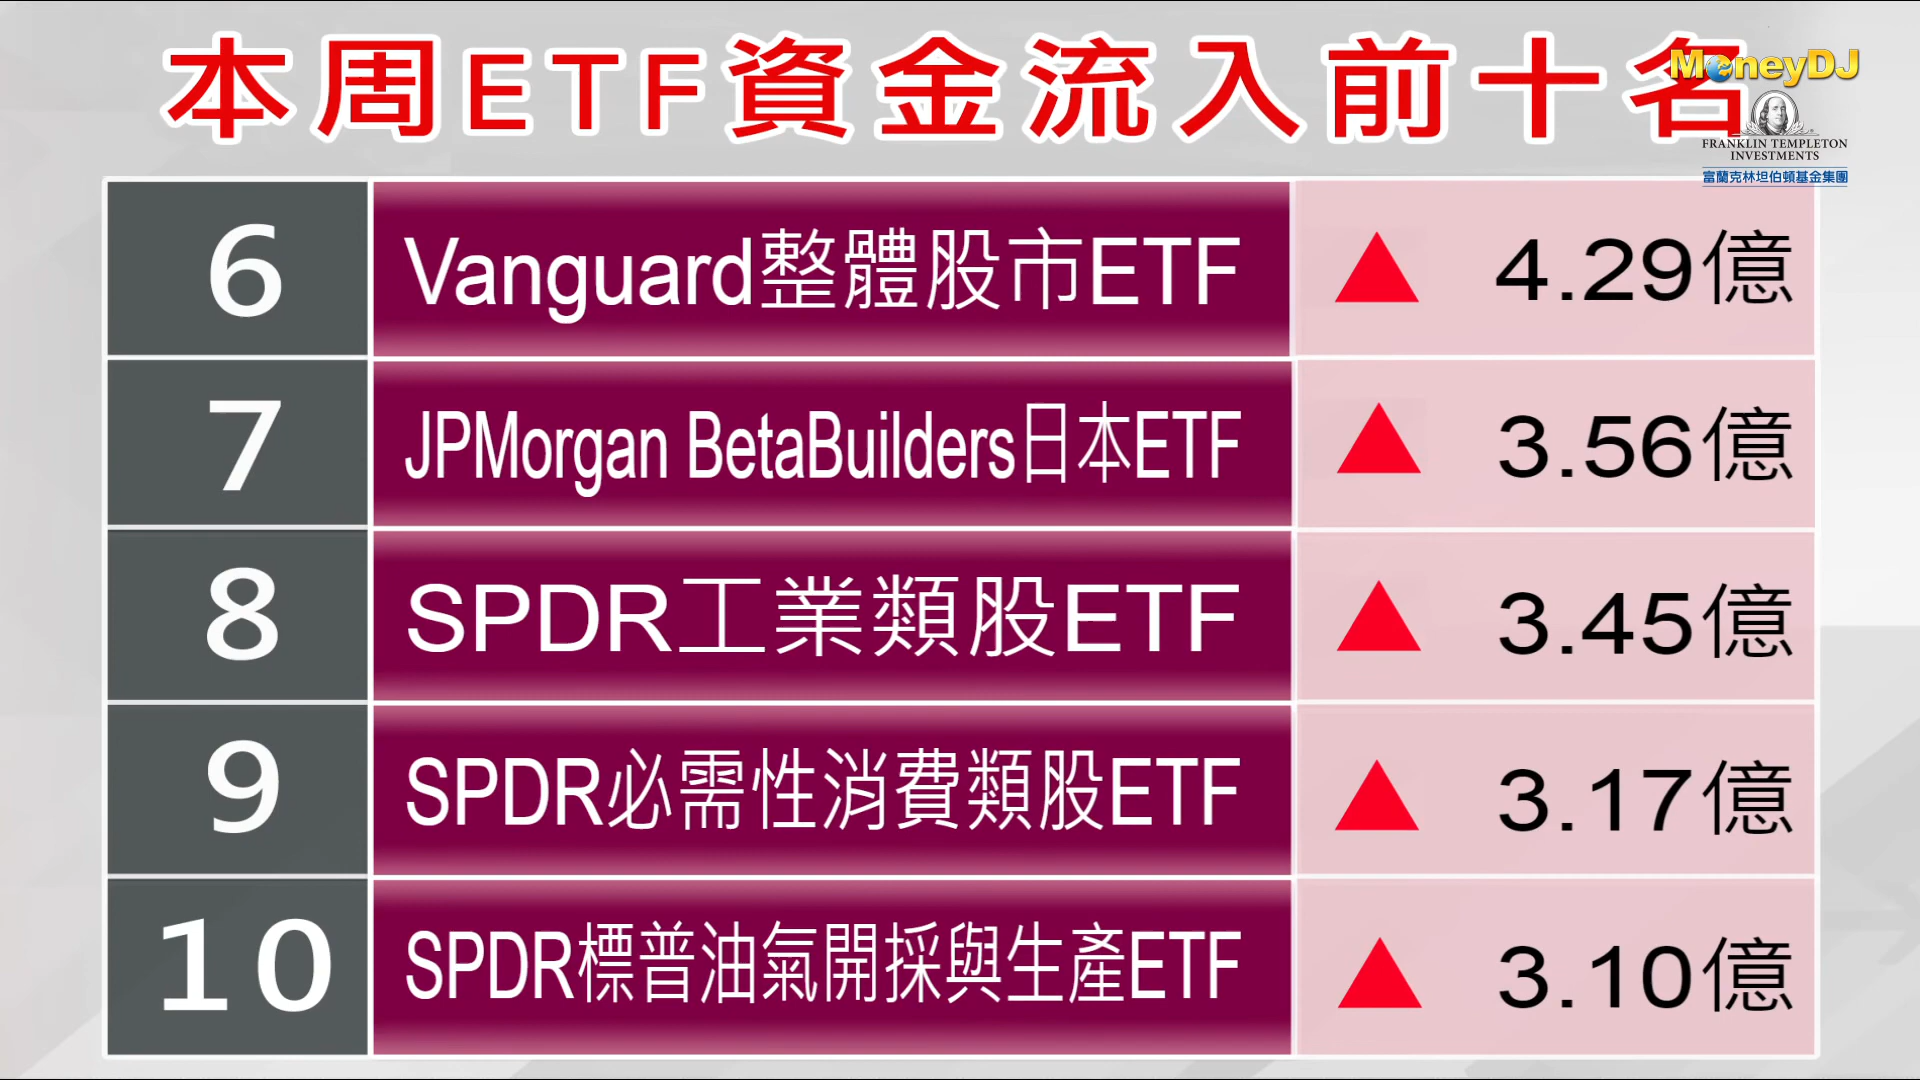 本周ETF資金流入前十名
MoneyDJ
FRANKLIN TEMPLETON
INVESTMENTS
富蘭克林坦伯頓基金集團
6 Vanguard整體股市ETF ▲ 4.29億
7 JPMorgan BetaBuilders日本ETF ▲ 3.56億
8 SPDR工業類股ETF ▲ 3.45億
9 SPDR必需性消費類股ETF ▲ 3.17億
10 SPDR標普油氣開採與生產ETF ▲ 3.10億